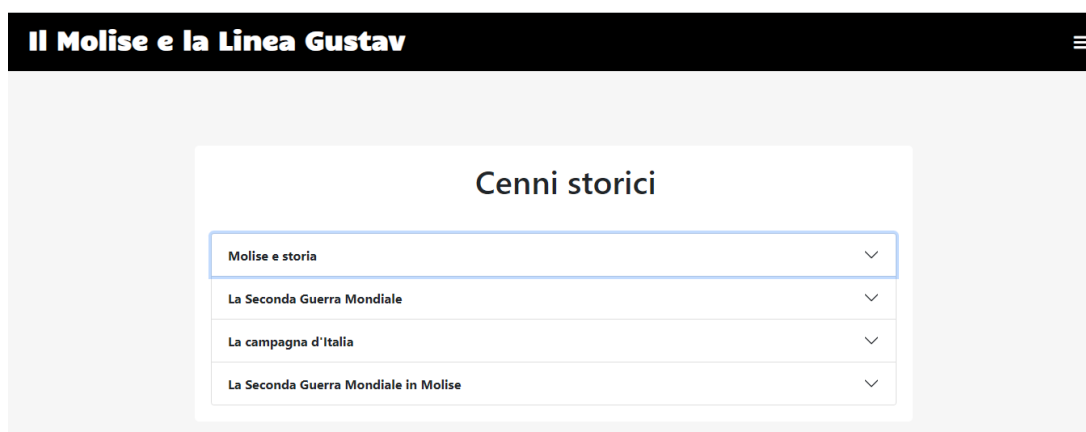 Il Molise e la Linea Gustav
Cenni storici
Molise e storia
La Seconda Guerra Mondiale
La campagna d'Italia
La Seconda Guerra Mondiale in Molise